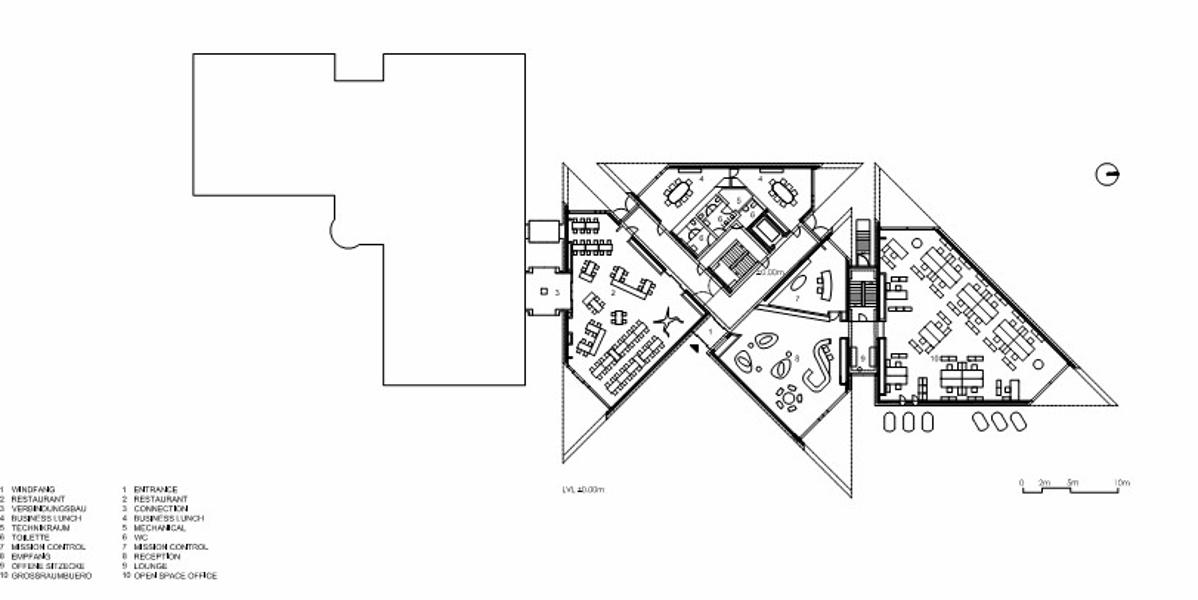 4 4
5
6
6
6
±0.00m
3
2
7
1
8
9
10
LVL ±0.00m
0 2m 5m 10m
1 WINDFANG 1 ENTRANCE
2 RESTAURANT 2 RESTAURANT
3 VERBINDUNGSBAU 3 CONNECTION
4 BUSINESS LUNCH 4 BUSINESS LUNCH
5 TECHNIKRAUM 5 MECHANICAL
6 TOILETTE 6 WC
7 MISSION CONTROL 7 MISSION CONTROL
8 EMPFANG 8 RECEPTION
9 OFFENE SITZECKE 9 LOUNGE
10 GROSSRAUMBUERO 10 OPEN SPACE OFFICE